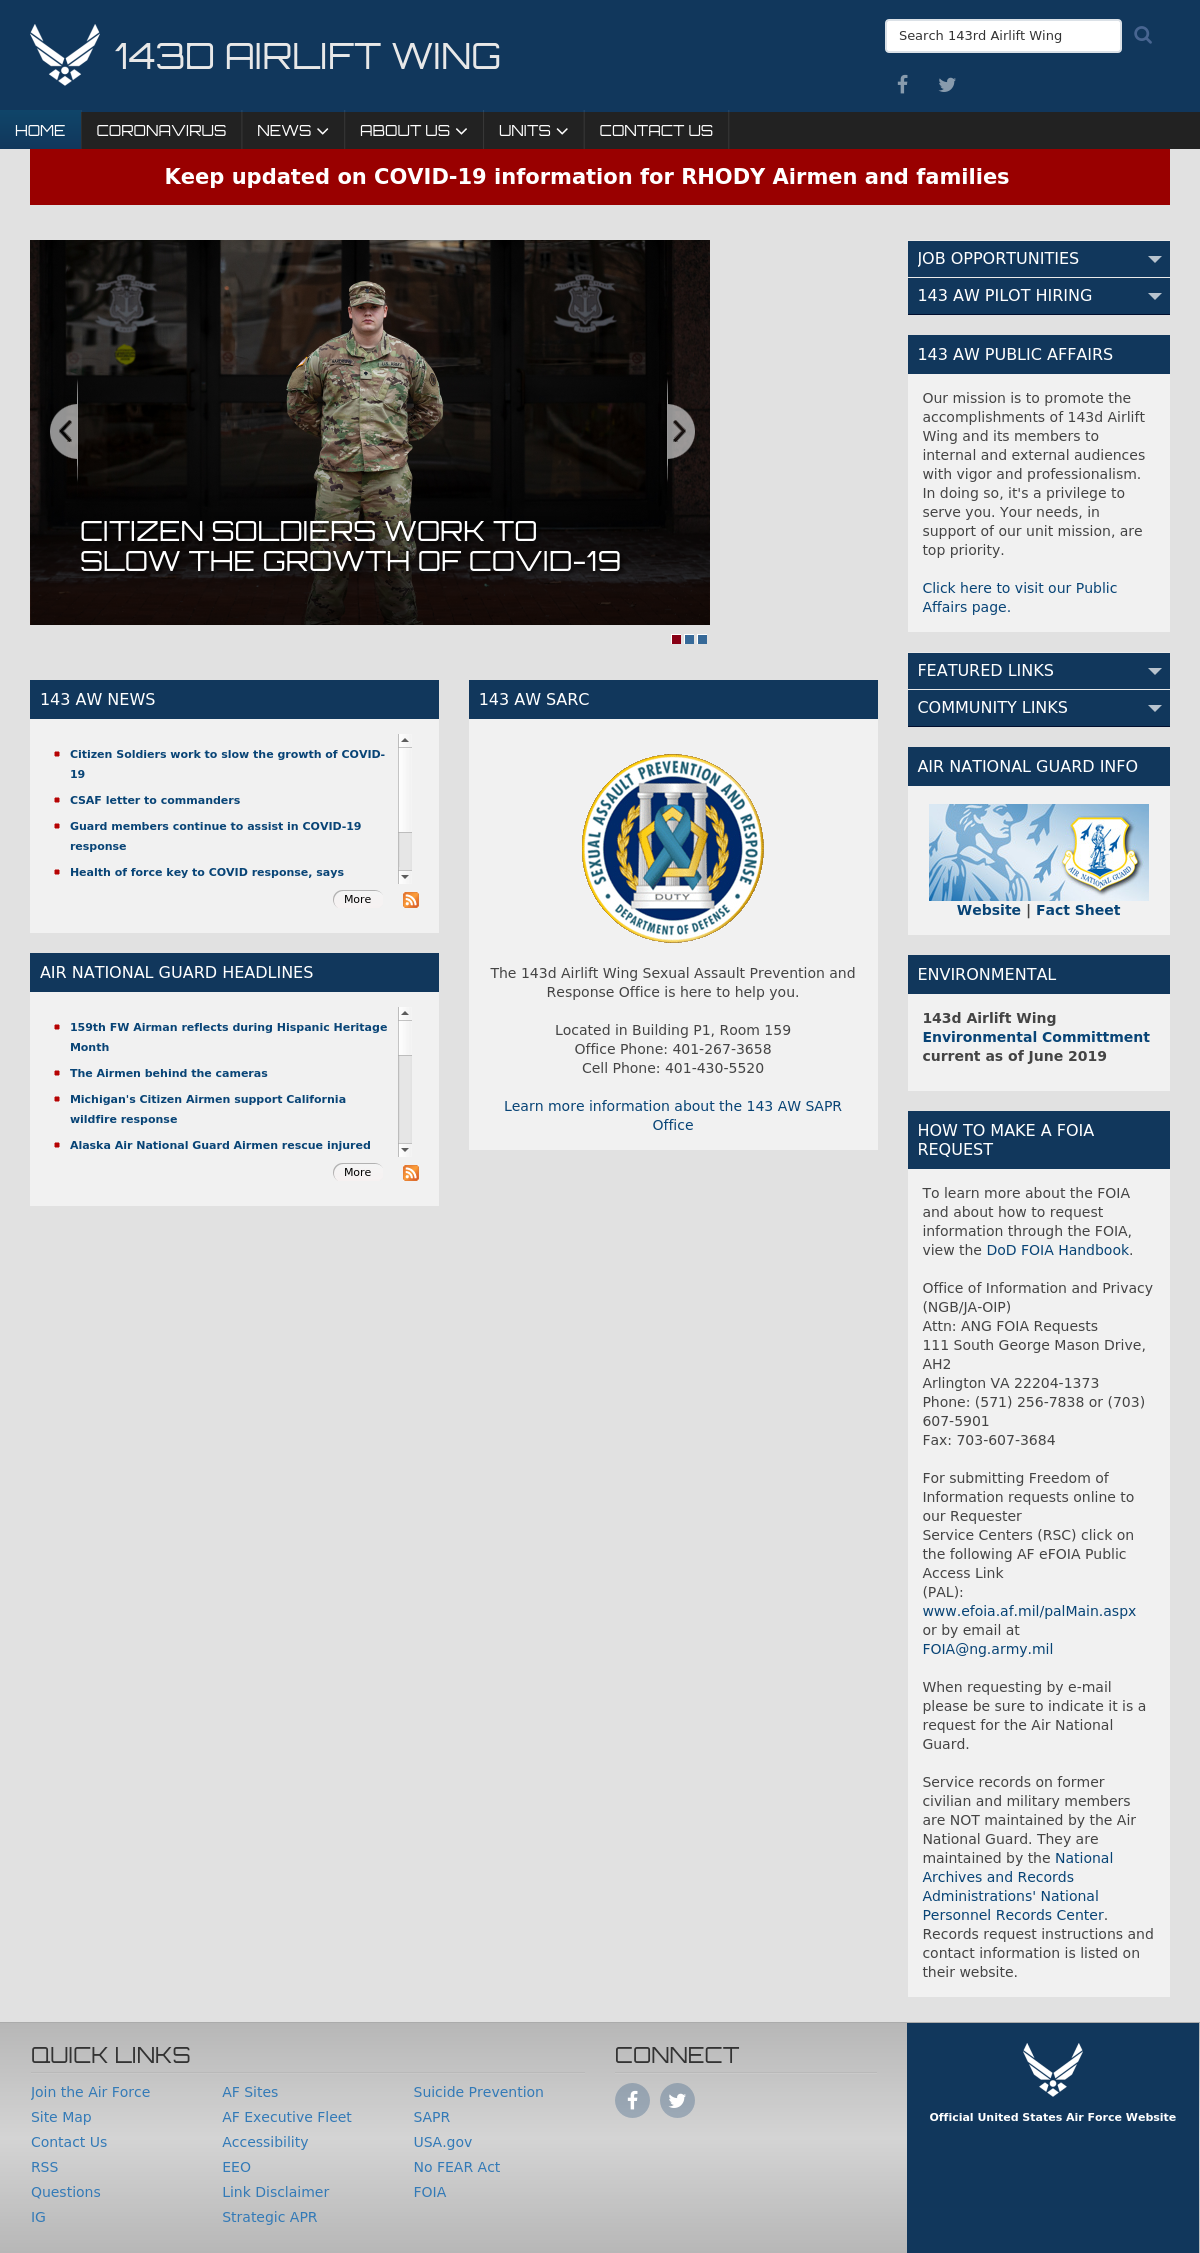 143D AIRLIFT WING
Search 143rd Airlift Wing
HOME
CORONAVIRUS
NEWS
ABOUT US
UNITS
CONTACT US
Keep updated on COVID-19 information for RHODY Airmen and families
CITIZEN SOLDIERS WORK TO
SLOW THE GROWTH OF COVID-19
143 AW NEWS
Citizen Soldiers work to slow the growth of COVID-
19
CSAF letter to commanders
Guard members continue to assist in COVID-19
response
Health of force key to COVID response, says
More
AIR NATIONAL GUARD HEADLINES
159th FW Airman reflects during Hispanic Heritage
Month
The Airmen behind the cameras
Michigan's Citizen Airmen support California
wildfire response
Alaska Air National Guard Airmen rescue injured
More
143 AW SARC
SEXUAL ASSAULT PREVENTION AND RESPONSE
DUTY
DEPARTMENT OF DEFENSE
The 143d Airlift Wing Sexual Assault Prevention and
Response Office is here to help you.
Located in Building P1, Room 159
Office Phone: 401-267-3658
Cell Phone: 401-430-5520
Learn more information about the 143 AW SAPR
Office
JOB OPPORTUNITIES
143 AW PILOT HIRING
143 AW PUBLIC AFFAIRS
Our mission is to promote the
accomplishments of 143d Airlift
Wing and its members to
internal and external audiences
with vigor and professionalism.
In doing so, it's a privilege to
serve you. Your needs, in
support of our unit mission, are
top priority.
Click here to visit our Public
Affairs page.
FEATURED LINKS
COMMUNITY LINKS
AIR NATIONAL GUARD INFO
AIR NATIONAL GUARD
Website | Fact Sheet
ENVIRONMENTAL
143d Airlift Wing
Environmental Committment
current as of June 2019
HOW TO MAKE A FOIA
REQUEST
To learn more about the FOIA
and about how to request
information through the FOIA,
view the DoD FOIA Handbook.
Office of Information and Privacy
(NGB/JA-OIP)
Attn: ANG FOIA Requests
111 South George Mason Drive,
AH2
Arlington VA 22204-1373
Phone: (571) 256-7838 or (703)
607-5901
Fax: 703-607-3684
For submitting Freedom of
Information requests online to
our Requester
Service Centers (RSC) click on
the following AF eFOIA Public
Access Link
(PAL):
www.efoia.af.mil/palMain.aspx
or by email at
FOIA@ng.army.mil
When requesting by e-mail
please be sure to indicate it is a
request for the Air National
Guard.
Service records on former
civilian and military members
are NOT maintained by the Air
National Guard. They are
maintained by the National
Archives and Records
Administrations' National
Personnel Records Center.
Records request instructions and
contact information is listed on
their website.
QUICK LINKS
Join the Air Force
Site Map
Contact Us
RSS
Questions
IG
AF Sites
AF Executive Fleet
Accessibility
EEO
Link Disclaimer
Strategic APR
Suicide Prevention
SAPR
USA.gov
No FEAR Act
FOIA
CONNECT
Official United States Air Force Website